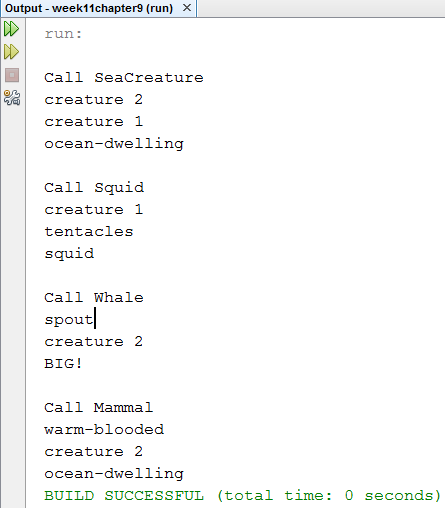 Output - week11chapter9 (run)
run:
Call SeaCreature
creature 2
creature 1
ocean-dwelling
Call Squid
creature 1
tentacles
squid
Call Whale
spout
creature 2
BIG!
Call Mammal
warm-blooded
creature 2
ocean-dwelling
BUILD SUCCESSFUL (total time: 0 seconds)